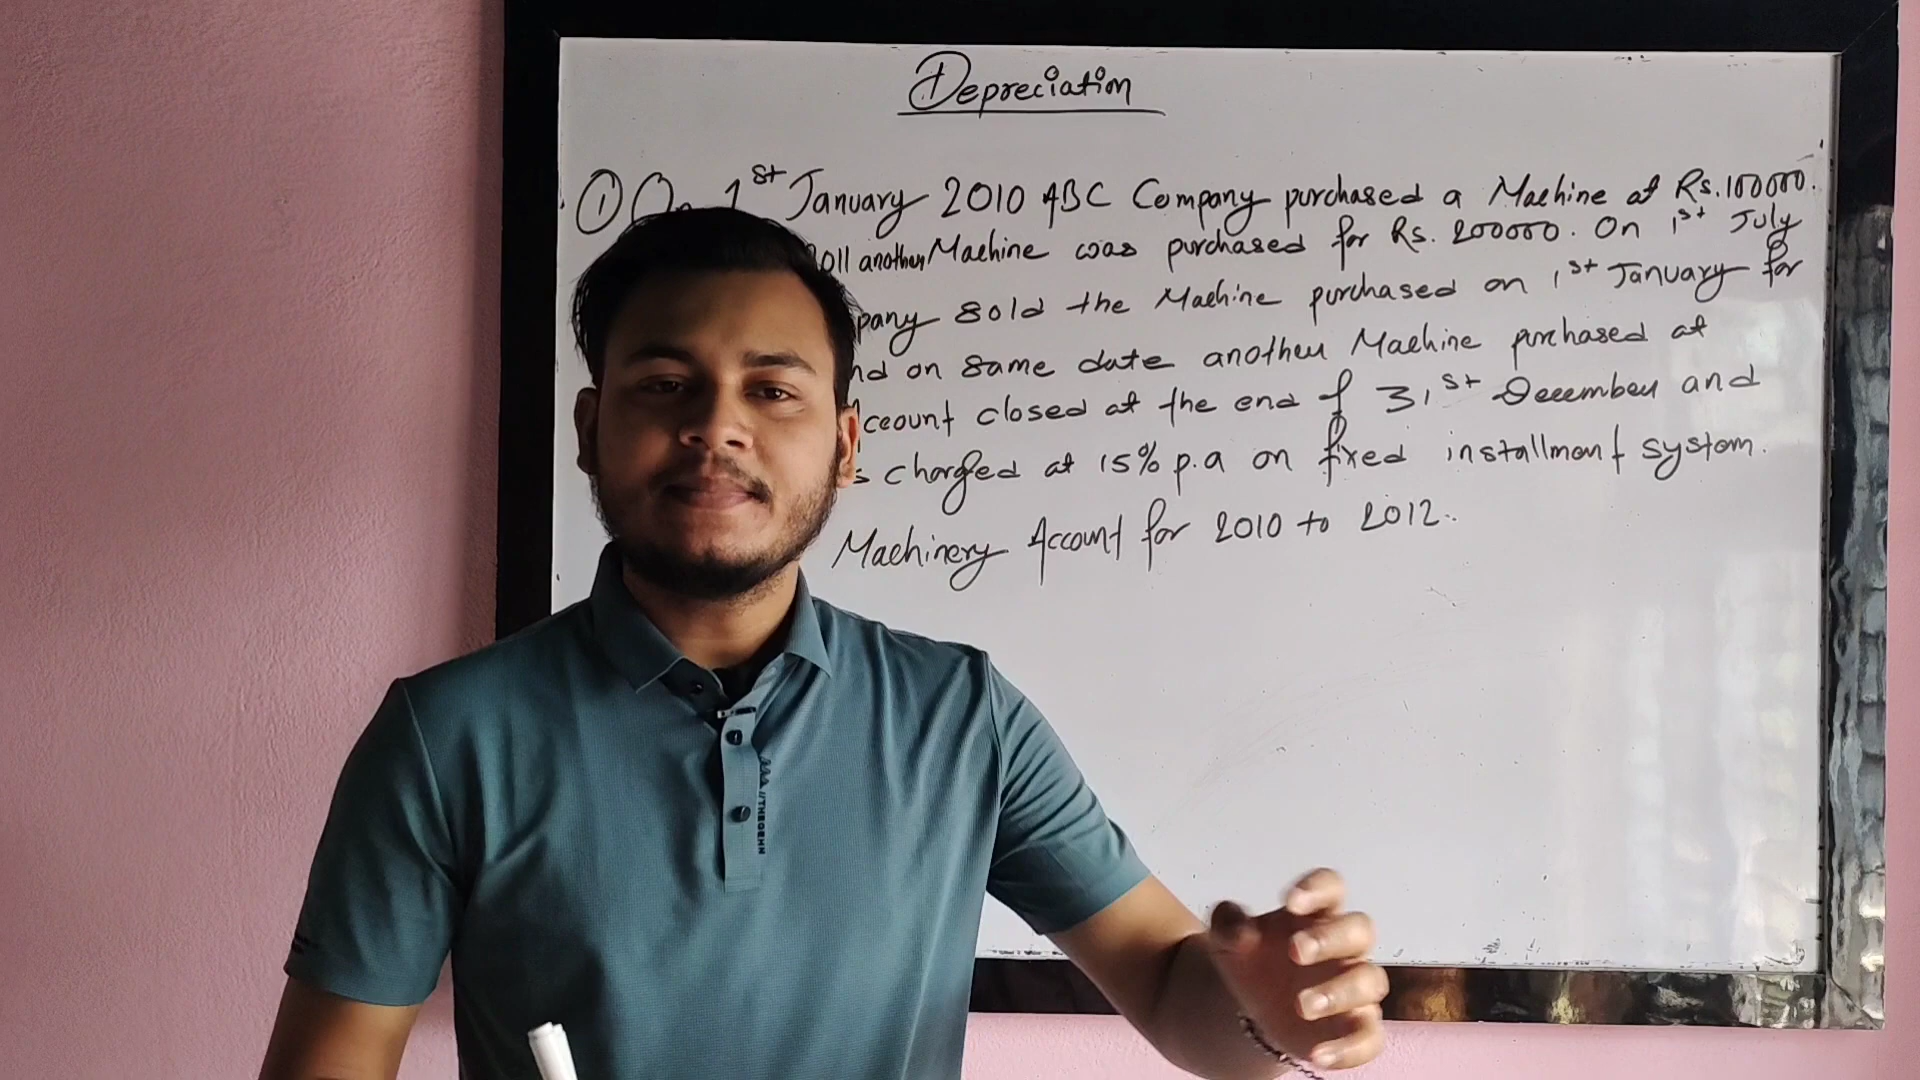 Depreciation
① On 1st January 2010 ABC Company purchased a Machine at Rs.100000.
2011 another Machine was purchased for Rs. 200000. On 1st July
pany sold the Machine purchased on 1st January for
nd on same date another Machine purchased at
ccount closed at the end of 31st December and
s charged at 15% p.a on fixed installment system.
Machinery Account for 2010 to 2012.